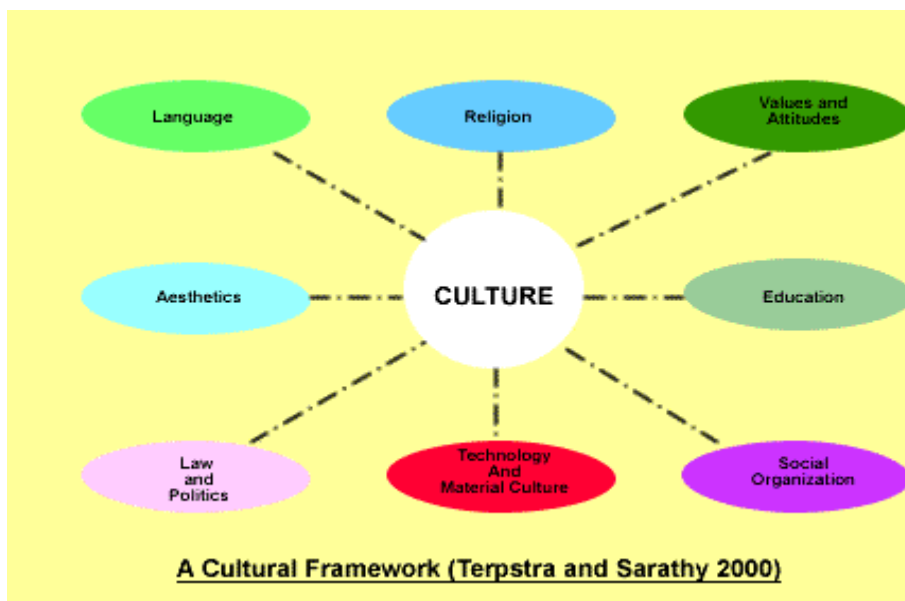 Language
Religion
Values and
Attitudes
Aesthetics
CULTURE
Education
Law
and
Politics
Technology
And
Material Culture
Social
Organization
A Cultural Framework (Terpstra and Sarathy 2000)